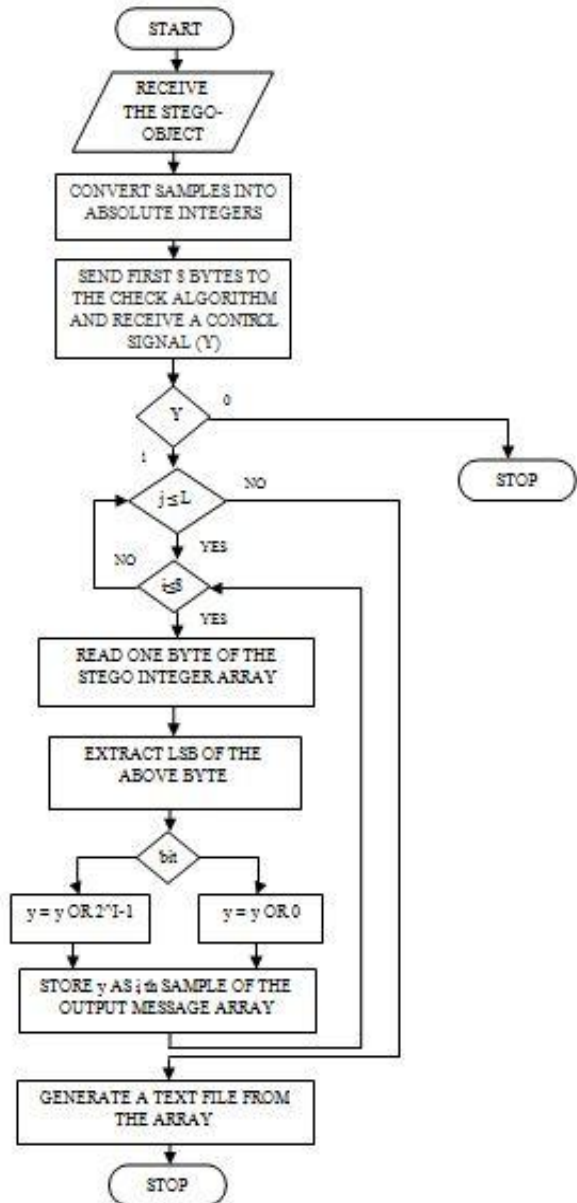 START
RECEIVE
THE STEGO-
OBJECT
CONVERT SAMPLES INTO
ABSOLUTE INTEGERS
SEND FIRST 8 BYTES TO
THE CHECK ALGORITHM
AND RECEIVE A CONTROL
SIGNAL (Y)
Y
0
STOP
1
j ≤ L
NO
YES
NO
i≤8
YES
READ ONE BYTE OF THE
STEGO INTEGER ARRAY
EXTRACT LSB OF THE
ABOVE BYTE
bit
y = y OR 2^I-1
y = y OR 0
STORE y AS j th SAMPLE OF THE
OUTPUT MESSAGE ARRAY
GENERATE A TEXT FILE FROM
THE ARRAY
STOP